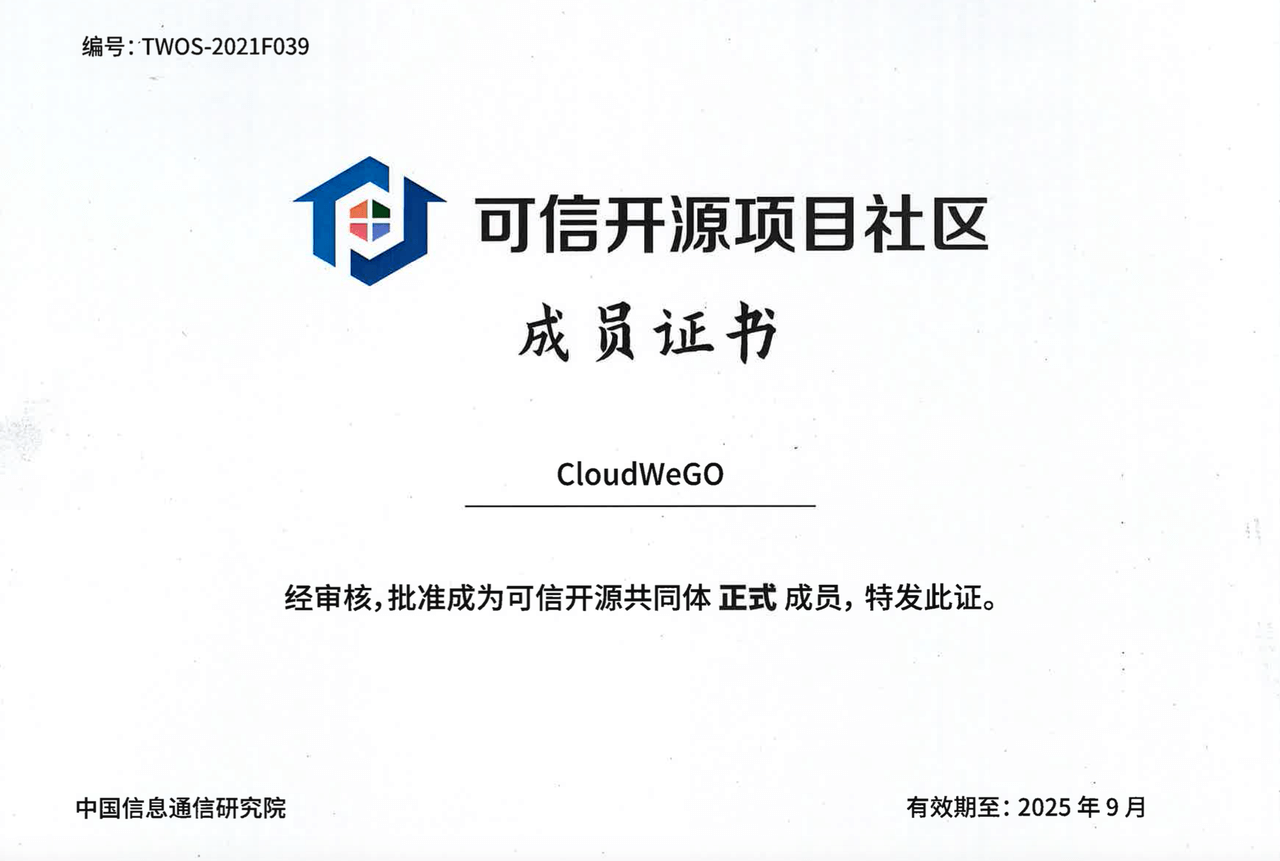 编号：TWOS-2021F039
可信开源项目社区
成员证书
CloudWeGO
经审核，批准成为可信开源共同体 正式 成员，特发此证。
中国信息通信研究院
有效期至：2025 年 9 月